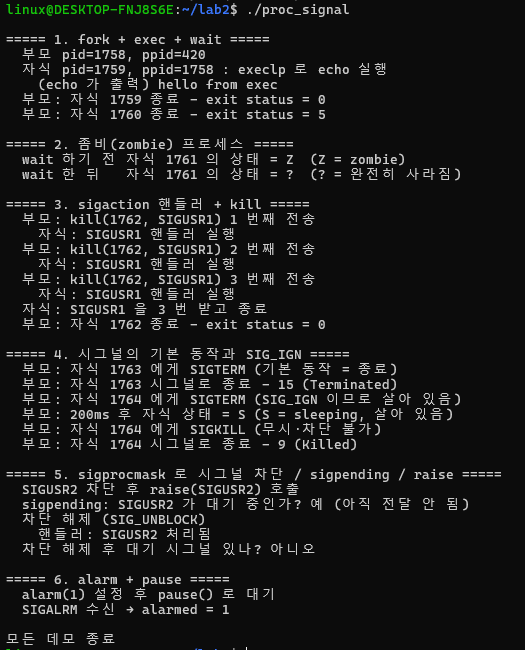 linux@DESKTOP-FNJ8S6E:~/lab2$ ./proc_signal
===== 1. fork + exec + wait =====
부모 pid=1758, ppid=420
자식 pid=1759, ppid=1758 : execlp 로 echo 실행
(echo 가 출력) hello from exec
부모: 자식 1759 종료 - exit status = 0
부모: 자식 1760 종료 - exit status = 5
===== 2. 좀비(zombie) 프로세스 =====
wait 하기 전 자식 1761 의 상태 = Z (Z = zombie)
wait 한 뒤 자식 1761 의 상태 = ? (? = 완전히 사라짐)
===== 3. sigaction 핸들러 + kill =====
부모: kill(1762, SIGUSR1) 1 번째 전송
자식: SIGUSR1 핸들러 실행
부모: kill(1762, SIGUSR1) 2 번째 전송
자식: SIGUSR1 핸들러 실행
부모: kill(1762, SIGUSR1) 3 번째 전송
자식: SIGUSR1 핸들러 실행
자식: SIGUSR1 을 3 번 받고 종료
부모: 자식 1762 종료 - exit status = 0
===== 4. 시그널의 기본 동작과 SIG_IGN =====
부모: 자식 1763 에게 SIGTERM (기본 동작 = 종료)
부모: 자식 1763 시그널로 종료 - 15 (Terminated)
부모: 자식 1764 에게 SIGTERM (SIG_IGN 이므로 살아 있음)
부모: 200ms 후 자식 상태 = S (S = sleeping, 살아 있음)
부모: 자식 1764 에게 SIGKILL (무시·차단 불가)
부모: 자식 1764 시그널로 종료 - 9 (Killed)
===== 5. sigprocmask 로 시그널 차단 / sigpending / raise =====
SIGUSR2 차단 후 raise(SIGUSR2) 호출
sigpending: SIGUSR2 가 대기 중인가? 예 (아직 전달 안 됨)
차단 해제 (SIG_UNBLOCK)
핸들러: SIGUSR2 처리됨
차단 해제 후 대기 시그널 있나? 아니오
===== 6. alarm + pause =====
alarm(1) 설정 후 pause() 로 대기
SIGALRM 수신 → alarmed = 1
모든 데모 종료